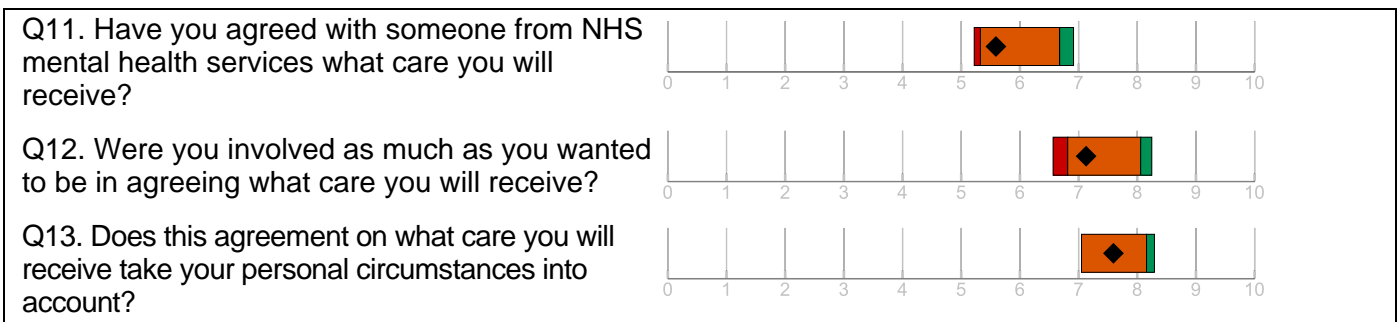 Q11. Have you agreed with someone from NHS
mental health services what care you will
receive?
0 1 2 3 4 5 6 7 8 9 10
Q12. Were you involved as much as you wanted
to be in agreeing what care you will receive?
0 1 2 3 4 5 6 7 8 9 10
Q13. Does this agreement on what care you will
receive take your personal circumstances into
account?
0 1 2 3 4 5 6 7 8 9 10